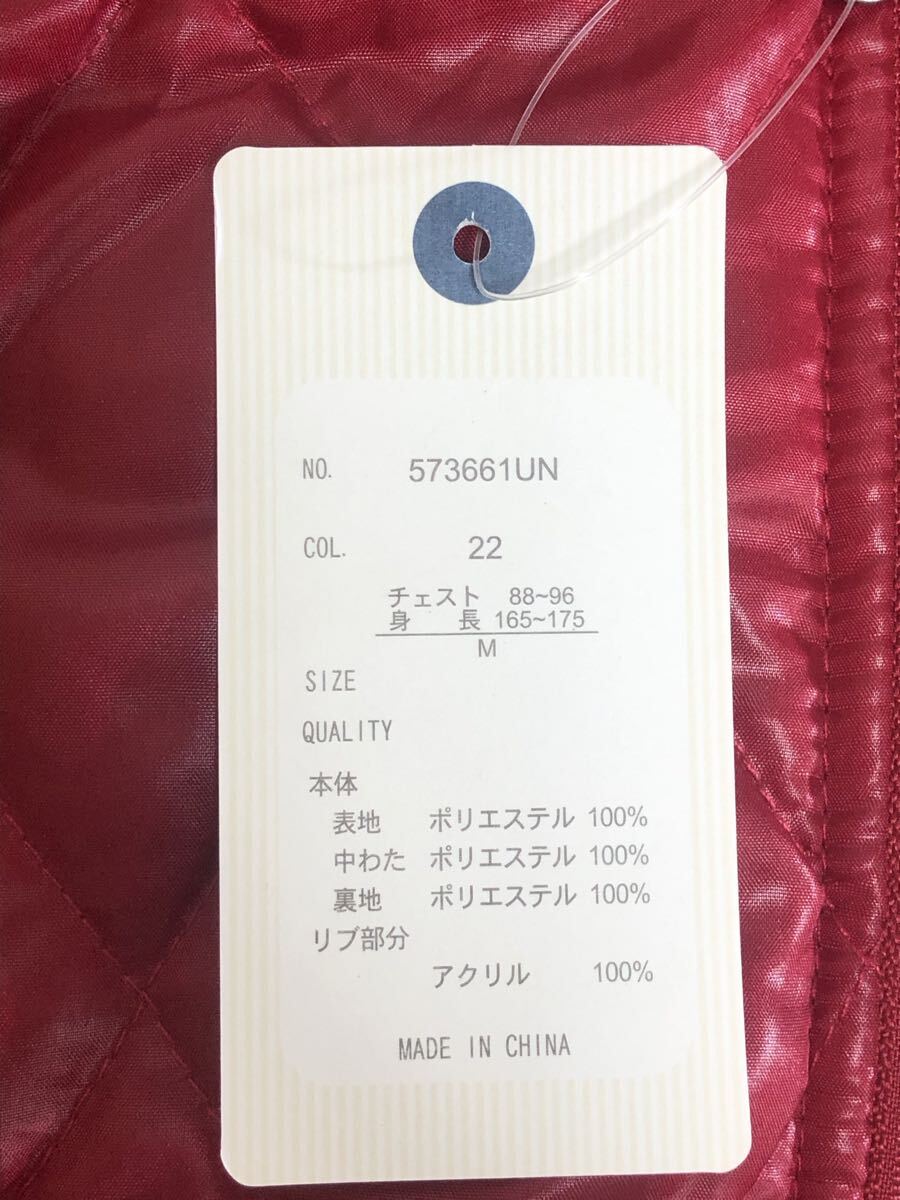 NO. 573661UN
COL. 22
チェスト 88~96
身 長 165~175
M
SIZE
QUALITY
本体
表地 ポリエステル 100%
中わた ポリエステル 100%
裏地 ポリエステル 100%
リブ部分
アクリル 100%
MADE IN CHINA